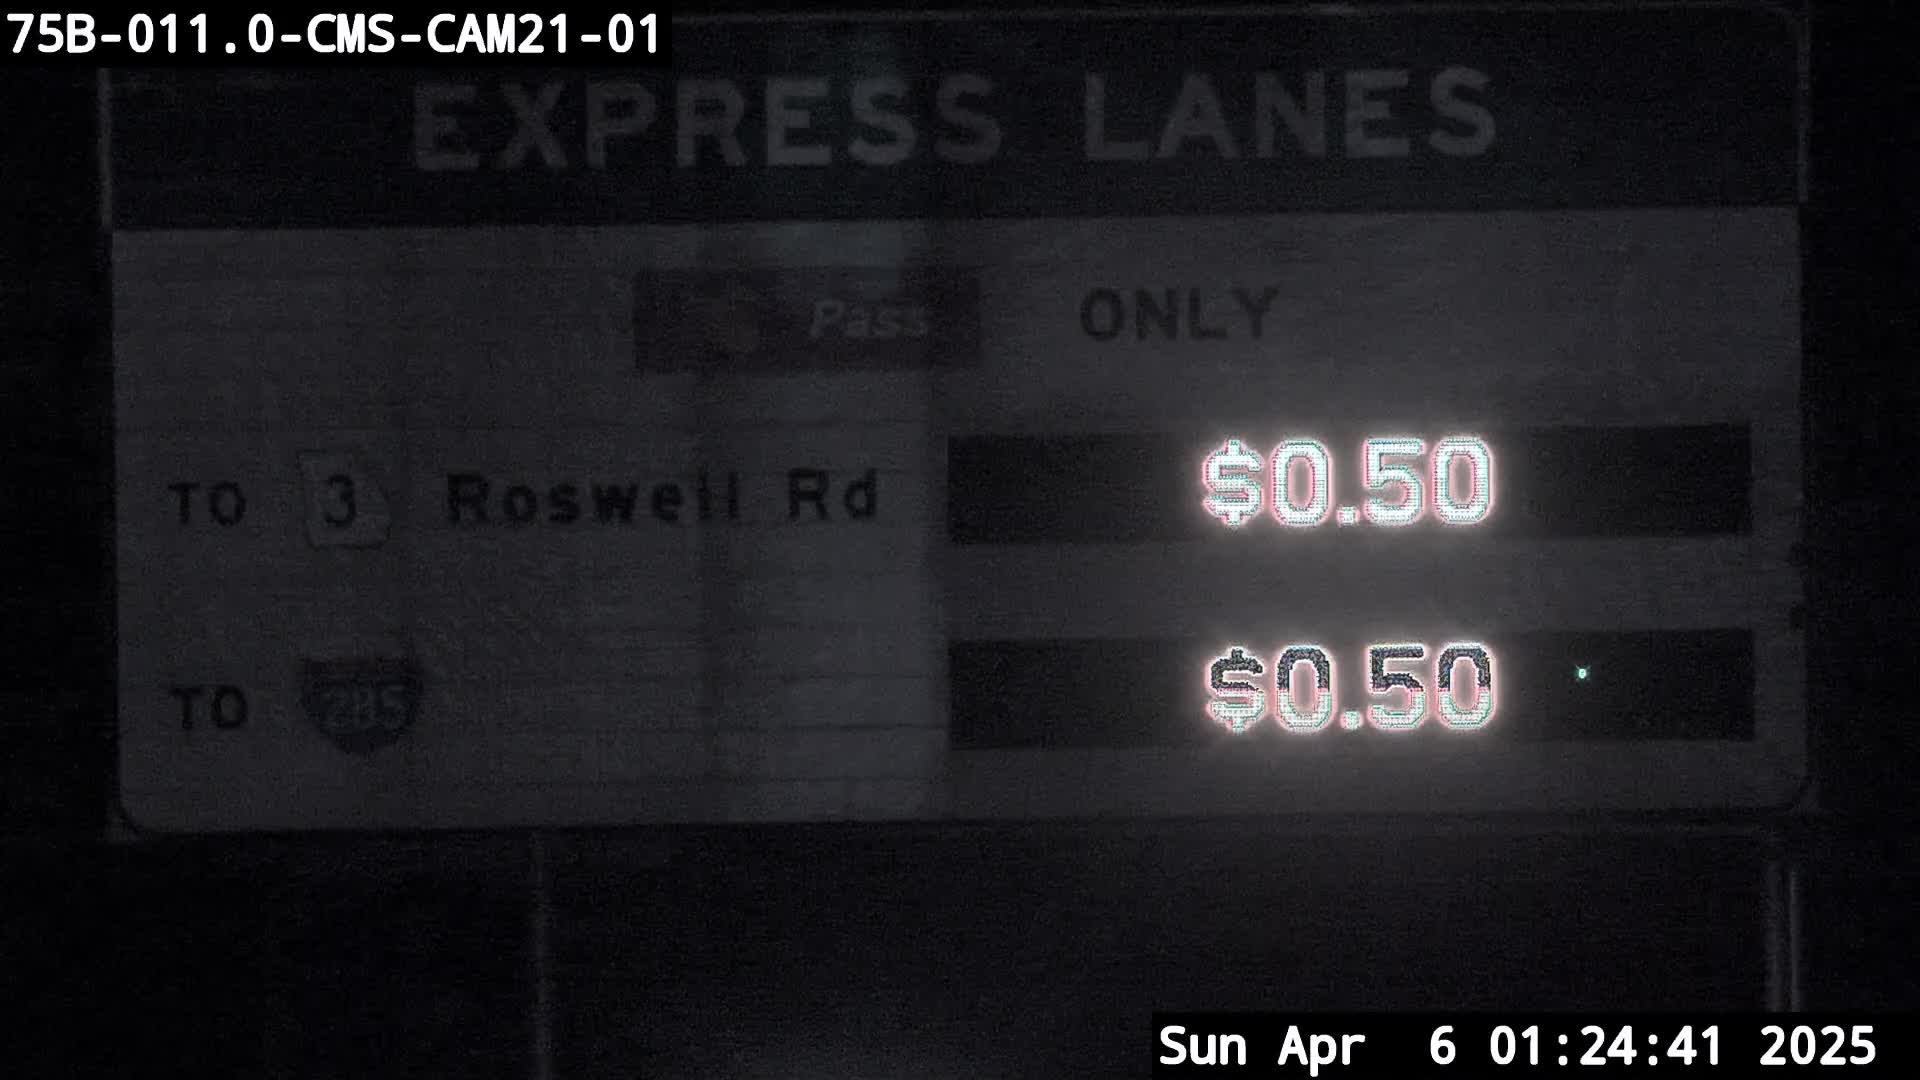 75B-011.0-CMS-CAM21-01
EXPRESS LANES
Pass ONLY
TO 3 Roswell Rd $0.50
TO 285 $0.50
Sun Apr 6 01:24:41 2025